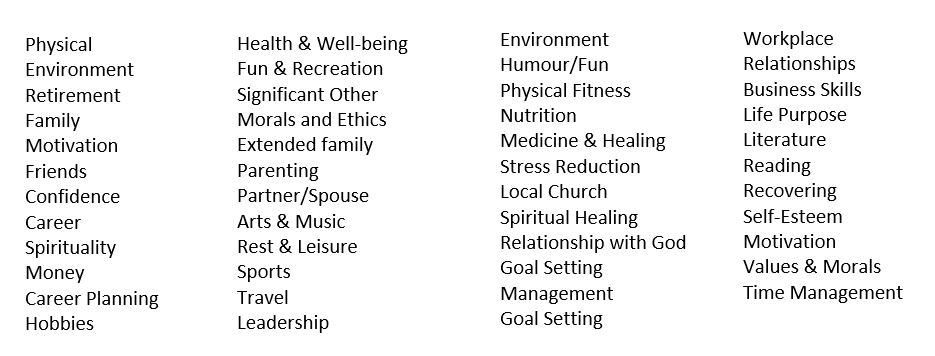 Physical
Environment
Retirement
Family
Motivation
Friends
Confidence
Career
Spirituality
Money
Career Planning
Hobbies
Health & Well-being
Fun & Recreation
Significant Other
Morals and Ethics
Extended family
Parenting
Partner/Spouse
Arts & Music
Rest & Leisure
Sports
Travel
Leadership
Environment
Humour/Fun
Physical Fitness
Nutrition
Medicine & Healing
Stress Reduction
Local Church
Spiritual Healing
Relationship with God
Goal Setting
Management
Goal Setting
Workplace
Relationships
Business Skills
Life Purpose
Literature
Reading
Recovering
Self-Esteem
Motivation
Values & Morals
Time Management